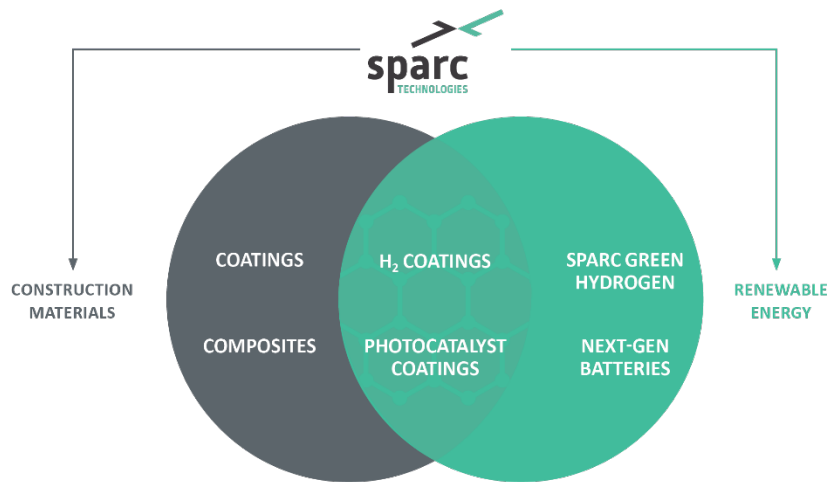 sparc
TECHNOLOGIES
CONSTRUCTION
MATERIALS
COATINGS
COMPOSITES
H₂ COATINGS
PHOTOCATALYST
COATINGS
SPARC GREEN
HYDROGEN
NEXT-GEN
BATTERIES
RENEWABLE
ENERGY